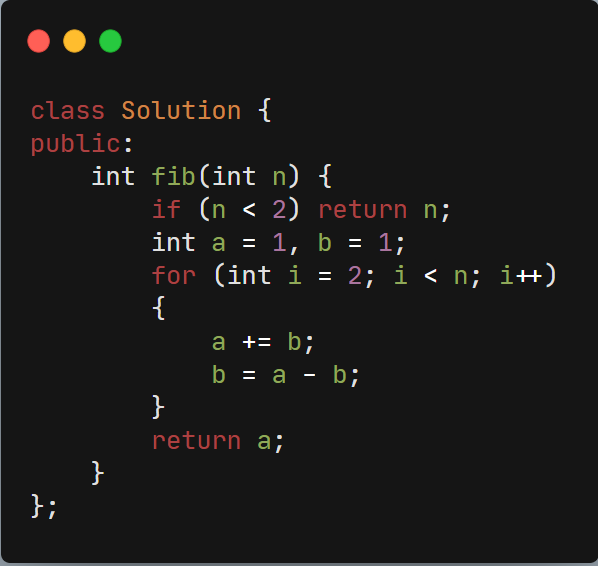 class Solution {
public:
    int fib(int n) {
        if (n < 2) return n;
        int a = 1, b = 1;
        for (int i = 2; i < n; i++)
        {
            a += b;
            b = a - b;
        }
        return a;
    }
};